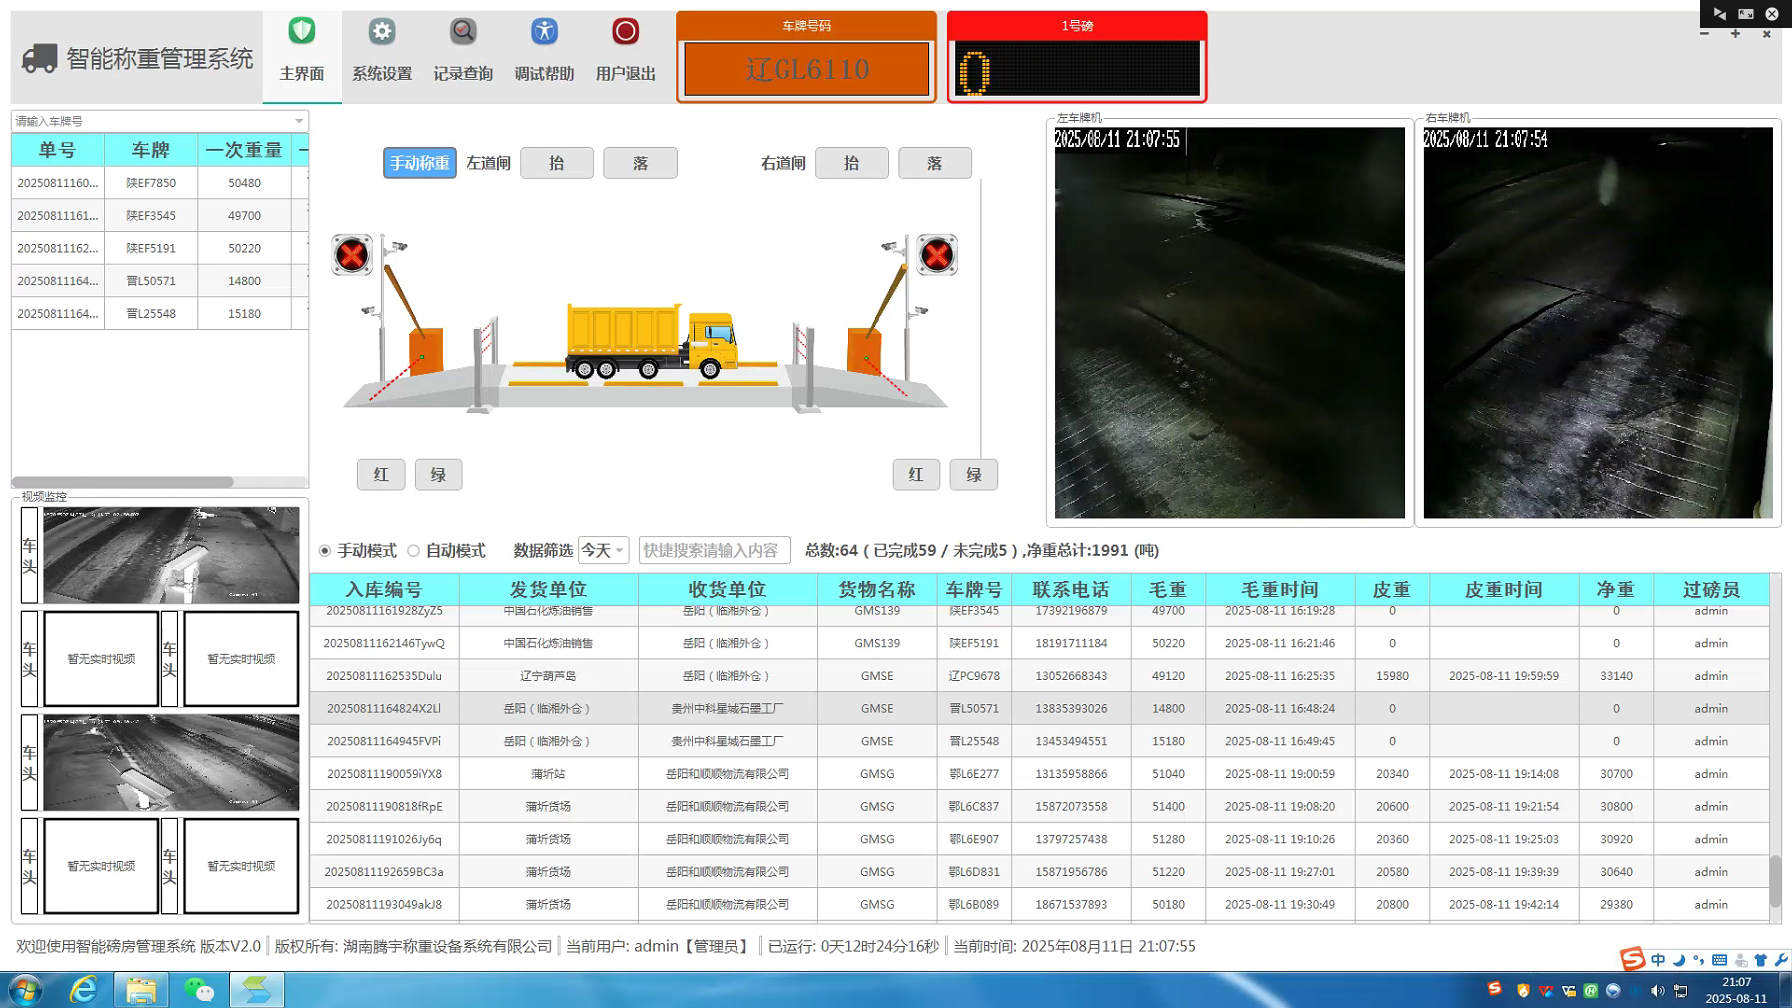 智能称重管理系统
主界面
系统设置
记录查询
调试帮助
用户退出
车牌号码
辽GL6110
1号磅
0
请输入车牌号
单号 车牌 一次重量
20250811160... 陕EF7850 50480
20250811161... 陕EF3545 49700
20250811162... 陕EF5191 50220
20250811164... 晋L50571 14800
20250811164... 晋L25548 15180
手动称重 左道闸 抬 落 右道闸 抬 落
红 绿 红 绿
左车牌机
2025/08/11 21:07:55
右车牌机
2025/08/11 21:07:54
视频监控
车头
车头 暂无实时视频 车头 暂无实时视频
车头
车头 暂无实时视频 车头 暂无实时视频
手动模式 自动模式 数据筛选 今天 快捷搜索请输入内容 总数:64 ( 已完成59 / 未完成5 ) ,净重总计:1991 (吨)
入库编号 发货单位 收货单位 货物名称 车牌号 联系电话 毛重 毛重时间 皮重 皮重时间 净重 过磅员
20250811161928ZyZ5 中国石化炼油销售 岳阳（临湘外仓） GMS139 陕EF3545 17392196879 49700 2025-08-11 16:19:28 0 0 admin
20250811162146TywQ 中国石化炼油销售 岳阳（临湘外仓） GMS139 陕EF5191 18191711184 50220 2025-08-11 16:21:46 0 0 admin
20250811162535Dulu 辽宁葫芦岛 岳阳（临湘外仓） GMSE 辽PC9678 13052668343 49120 2025-08-11 16:25:35 15980 2025-08-11 19:59:59 33140 admin
20250811164824X2Ll 岳阳（临湘外仓） 贵州中科星城石墨工厂 GMSE 晋L50571 13835393026 14800 2025-08-11 16:48:24 0 0 admin
20250811164945FVPi 岳阳（临湘外仓） 贵州中科星城石墨工厂 GMSE 晋L25548 13453494551 15180 2025-08-11 16:49:45 0 0 admin
20250811190059iYX8 蒲圻站 岳阳和顺顺物流有限公司 GMSG 鄂L6E277 13135958866 51040 2025-08-11 19:00:59 20340 2025-08-11 19:14:08 30700 admin
20250811190818fRpE 蒲圻货场 岳阳和顺顺物流有限公司 GMSG 鄂L6C837 15872073558 51400 2025-08-11 19:08:20 20600 2025-08-11 19:21:54 30800 admin
20250811191026Jy6q 蒲圻货场 岳阳和顺顺物流有限公司 GMSG 鄂L6E907 13797257438 51280 2025-08-11 19:10:26 20360 2025-08-11 19:25:03 30920 admin
20250811192659BC3a 蒲圻货场 岳阳和顺顺物流有限公司 GMSG 鄂L6D831 15871956786 51220 2025-08-11 19:27:01 20580 2025-08-11 19:39:39 30640 admin
20250811193049akJ8 蒲圻货场 岳阳和顺顺物流有限公司 GMSG 鄂L6B089 18671537893 50180 2025-08-11 19:30:49 20800 2025-08-11 19:42:14 29380 admin
欢迎使用智能磅房管理系统 版本V2.0 版权所有: 湖南腾宇称重设备系统有限公司 当前用户: admin【管理员】 已运行: 0天12时24分16秒 当前时间: 2025年08月11日 21:07:55
中
21:07
2025-08-11